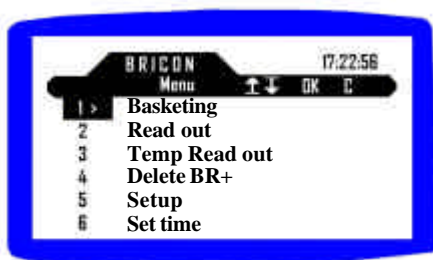 BRICON 17:22:56
Menu ↑ ↓ OK C
1 > Basketing
2 Read out
3 Temp Read out
4 Delete BR+
5 Setup
6 Set time